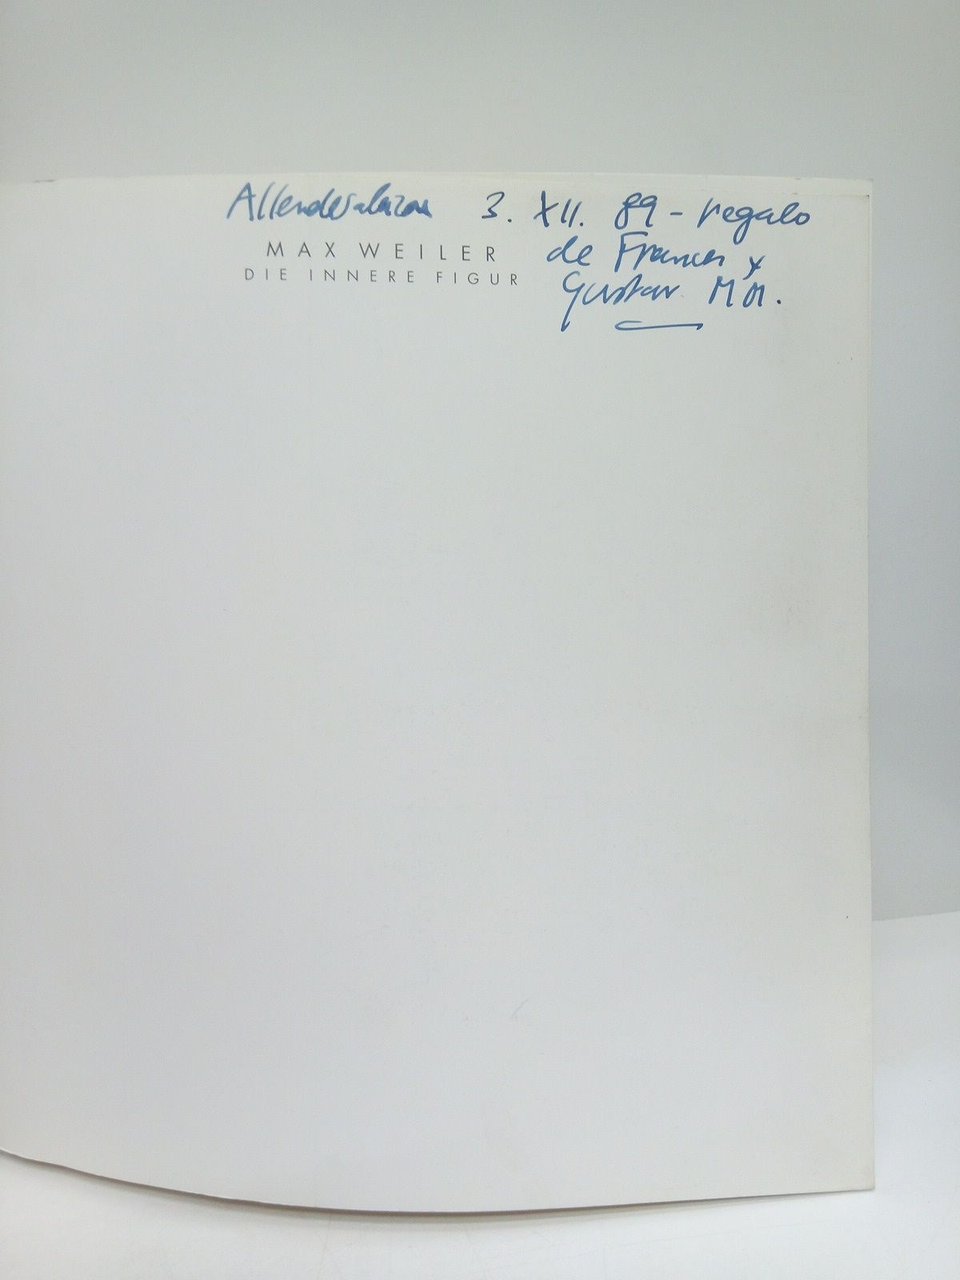 Allendesalazar 3. XII. 89 - regalo
MAX WEILER
DIE INNERE FIGUR
de Frances y
Gustav M M.